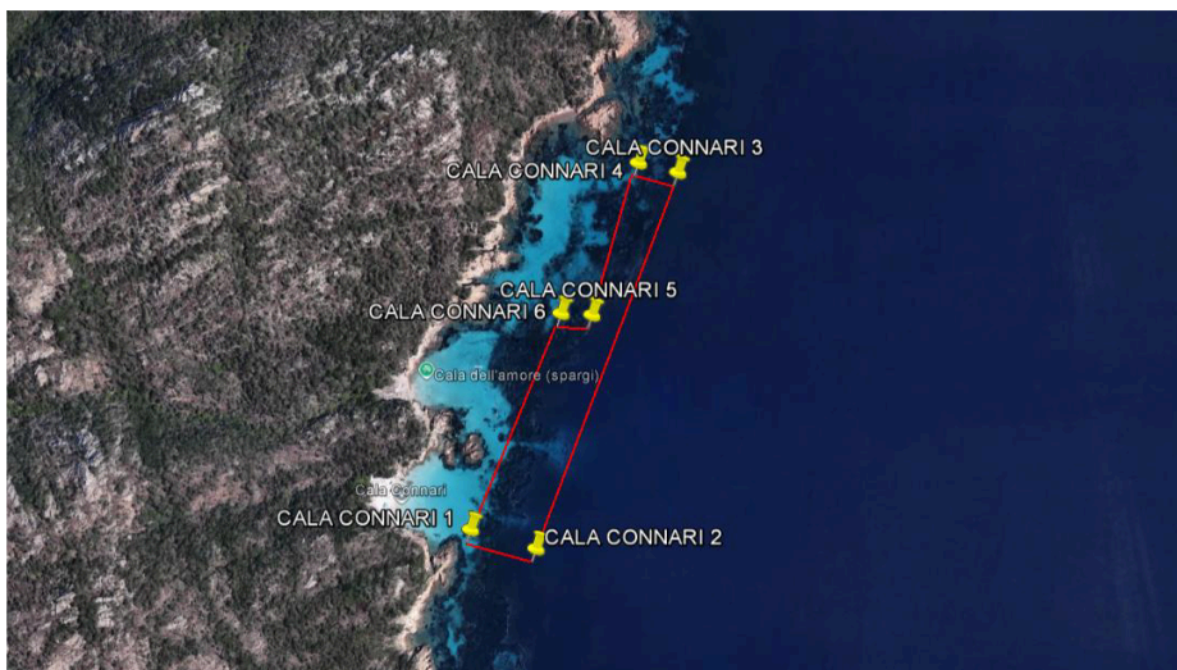 CALA CONNARI 3
CALA CONNARI 4
CALA CONNARI 5
CALA CONNARI 6
Cala dell'amore (spargi)
Cala Connari
CALA CONNARI 1
CALA CONNARI 2